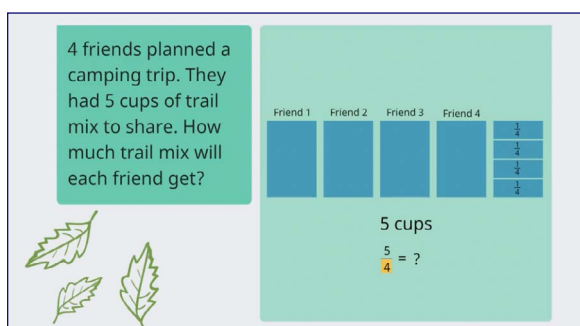 4 friends planned a
camping trip. They
had 5 cups of trail
mix to share. How
much trail mix will
each friend get?
Friend 1 Friend 2 Friend 3 Friend 4
1/4
1/4
1/4
1/4
5 cups
5/4 = ?